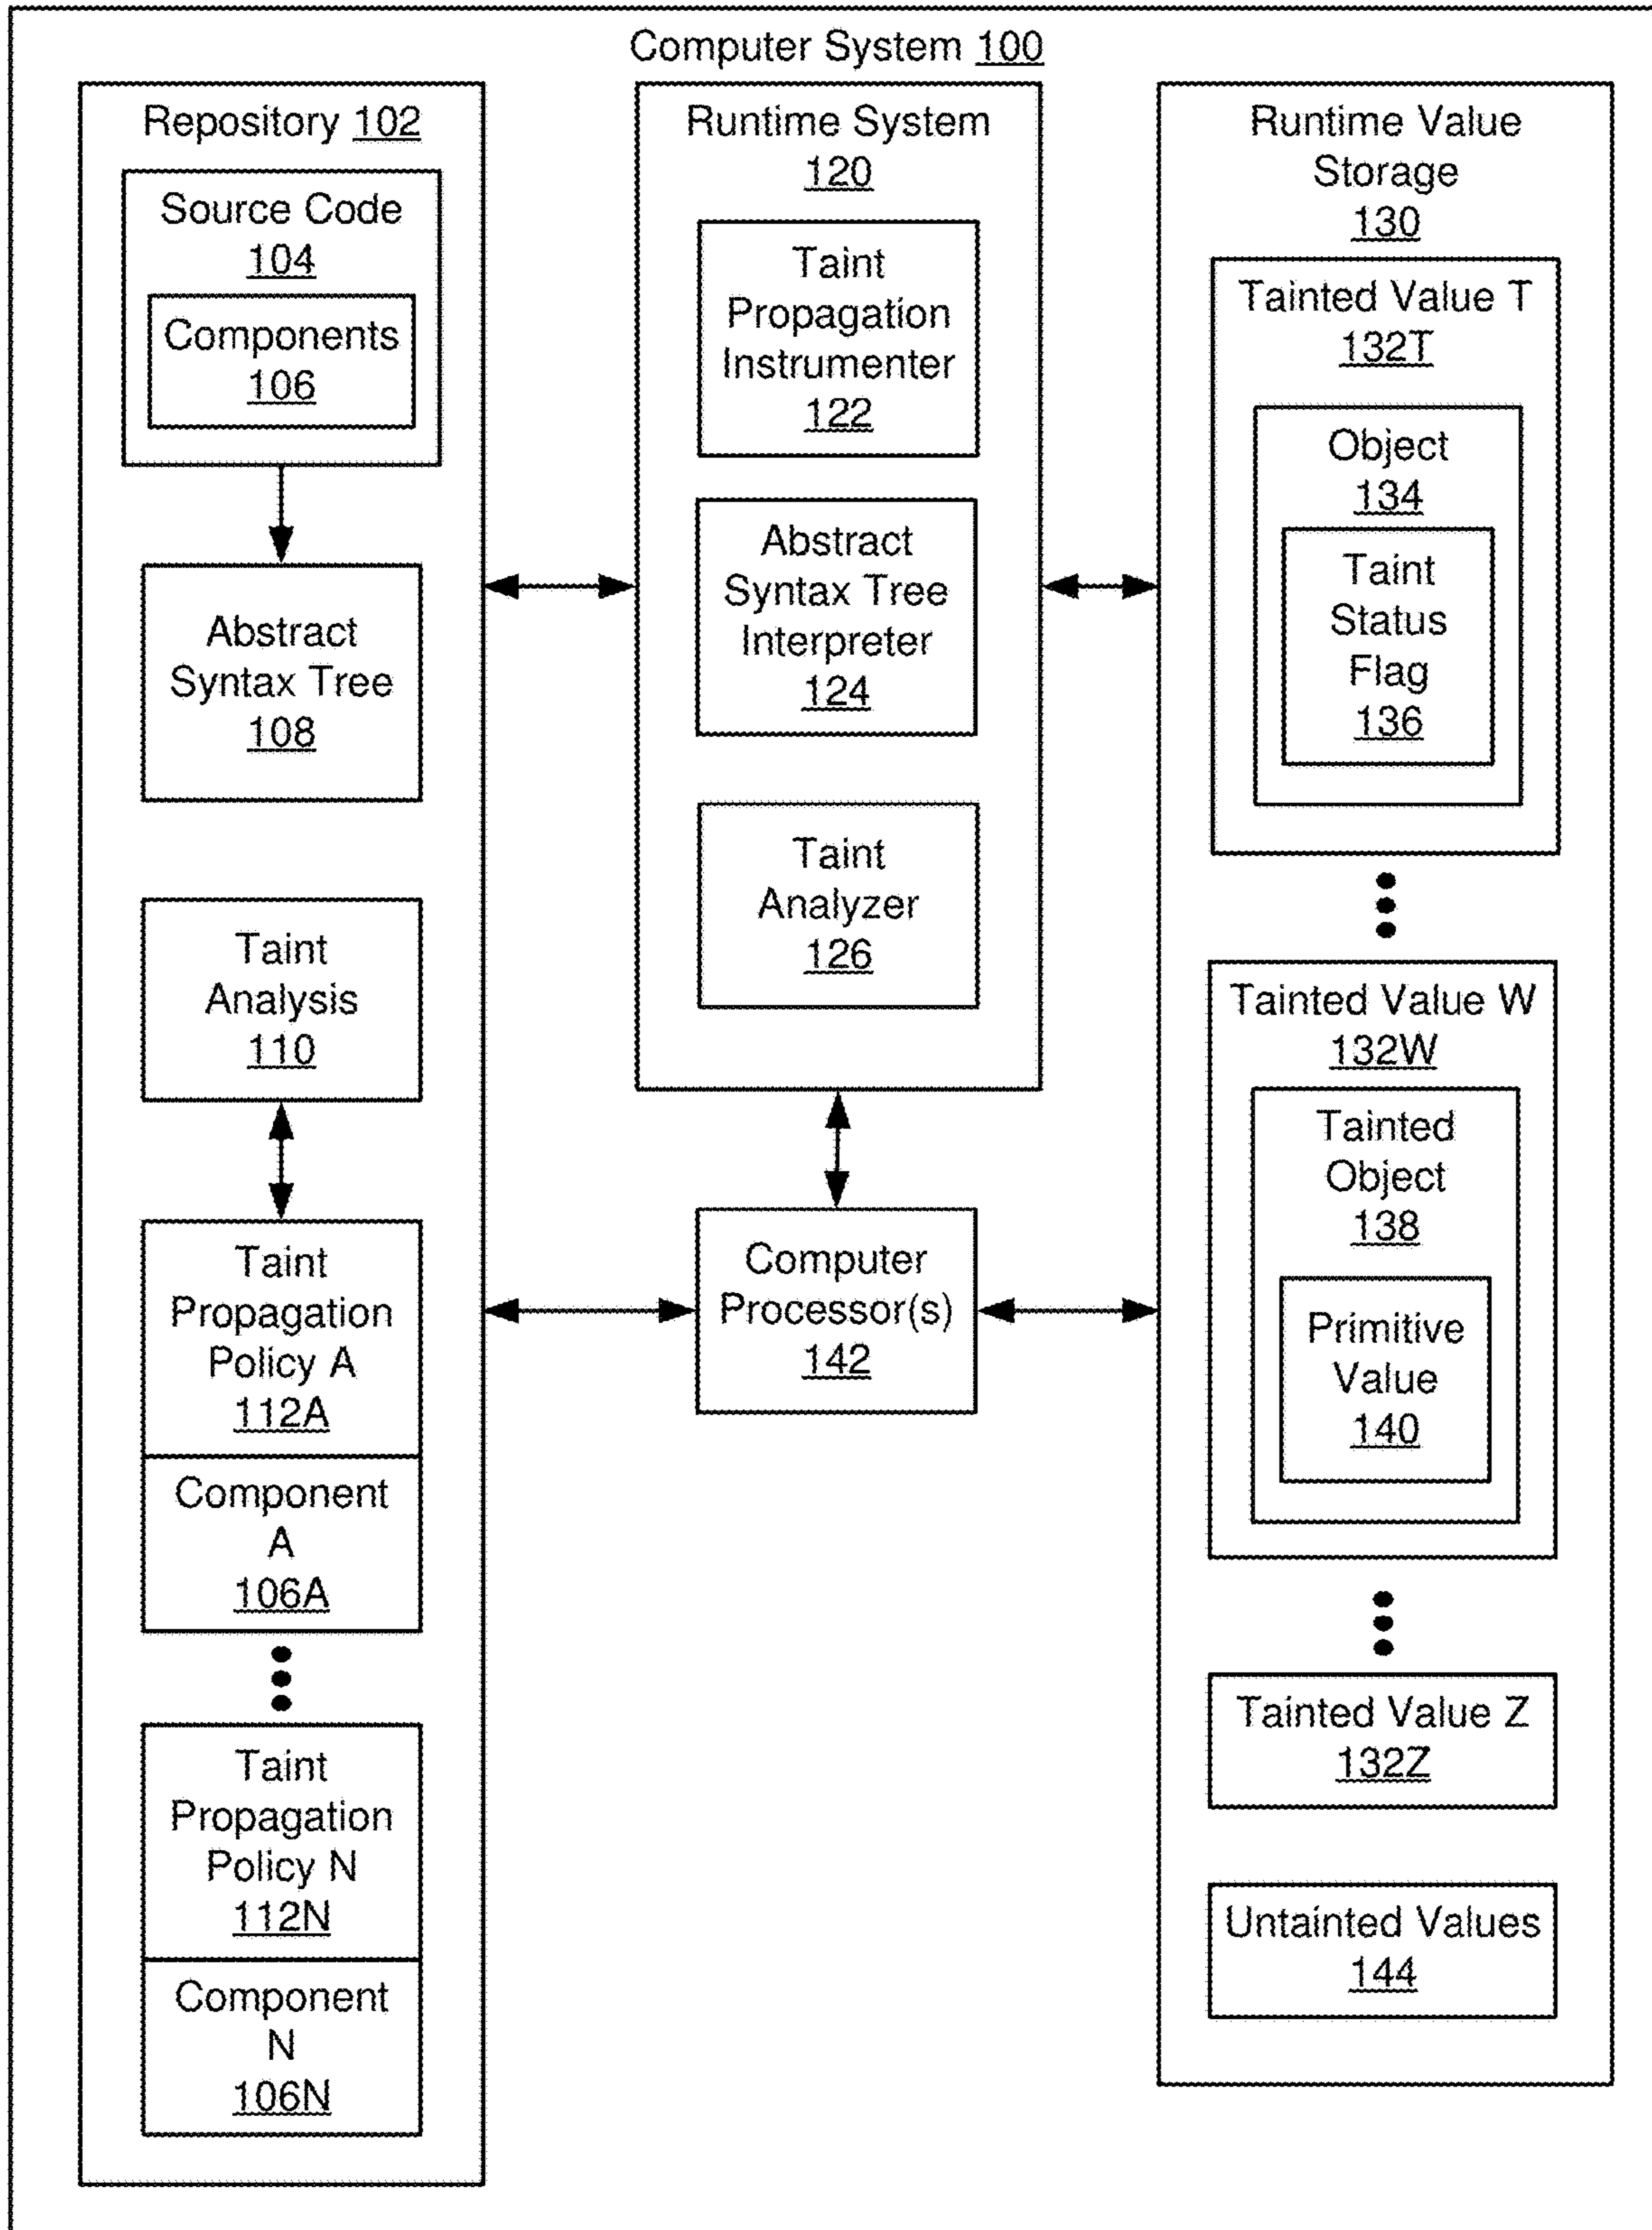 Computer System 100
Repository 102
Source Code
104
Components
106
Abstract
Syntax Tree
108
Taint
Analysis
110
Taint
Propagation
Policy A
112A
Component
A
106A
Taint
Propagation
Policy N
112N
Component
N
106N
Runtime System
120
Taint
Propagation
Instrumenter
122
Abstract
Syntax Tree
Interpreter
124
Taint
Analyzer
126
Computer
Processor(s)
142
Runtime Value
Storage
130
Tainted Value T
132T
Object
134
Taint
Status
Flag
136
Tainted Value W
132W
Tainted
Object
138
Primitive
Value
140
Tainted Value Z
132Z
Untainted Values
144